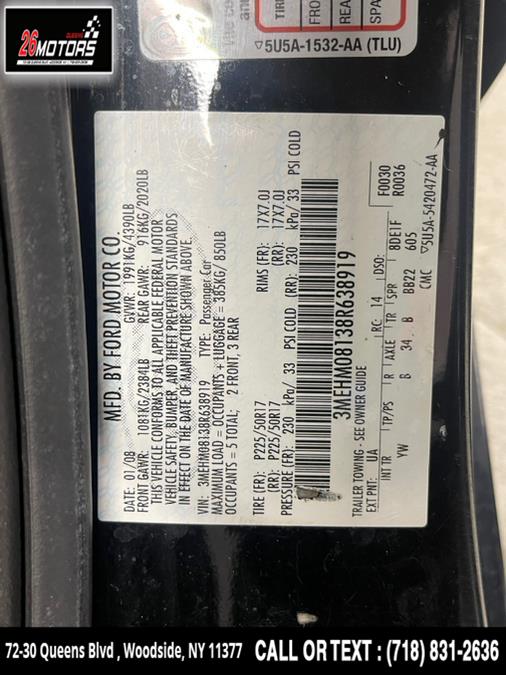 26 QUEENS
MOTORS
TIRE
FRO
REA
SPA
▽5U5A-1532-AA (TLU)
MFD. BY FORD MOTOR CO.
DATE: 01/08 GVWR: 1991KG/4390LB
FRONT GAWR: 1081KG/2384LB REAR GAWR: 916KG/2020LB
THIS VEHICLE CONFORMS TO ALL APPLICABLE FEDERAL MOTOR
VEHICLE SAFETY, BUMPER, AND THEFT PREVENTION STANDARDS
IN EFFECT ON THE DATE OF MANUFACTURE SHOWN ABOVE.
VIN: 3MEHM08138R638919 TYPE: Passenger Car
MAXIMUM LOAD = OCCUPANTS + LUGGAGE = 385KG/ 850LB
OCCUPANTS = 5 TOTAL; 2 FRONT, 3 REAR
TIRE (FR): P225/50R17 RIMS (FR): 17X7.0J
(RR): P225/50R17 (RR): 17X7.0J
PRESSURE (FR): 230 kPa/ 33 PSI COLD (RR): 230 kPa/ 33 PSI COLD
3MEHM08138R638919
TRAILER TOWING - SEE OWNER GUIDE F0030
EXT PNT: UA RC: 14 DSO: R0036
INT TR TP/PS R AXLE TR SPR 8DE1F
YW B 34 B BB22 605
CMC ▽5U5A-5420472-AA
72-30 Queens Blvd , Woodside, NY 11377 CALL OR TEXT : (718) 831-2636